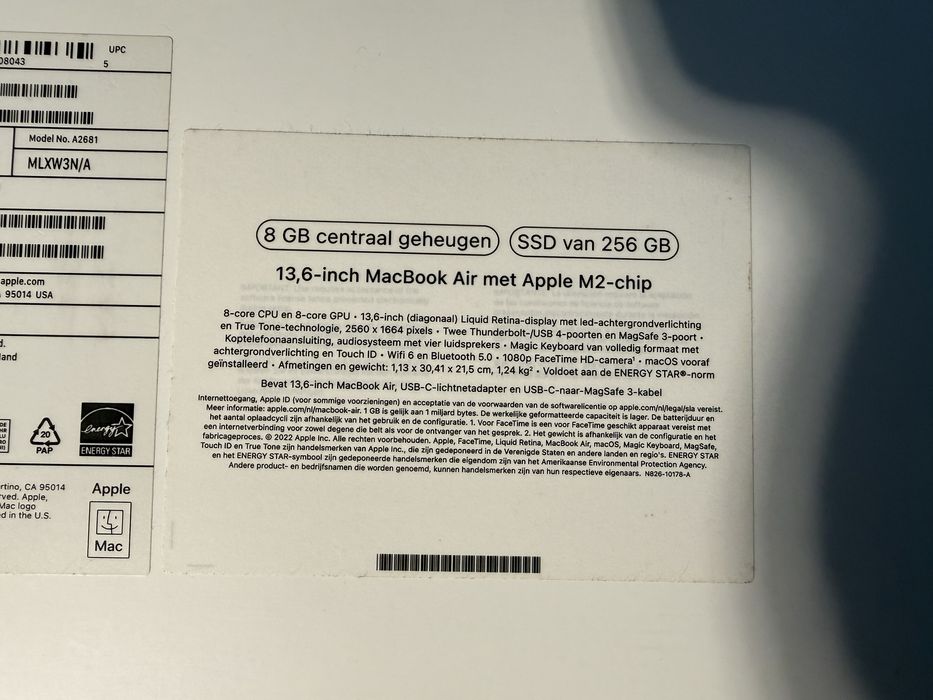 UPC
08043
5
Model No. A2681
MLXW3N/A
apple.com
95014 USA
d.
land
20
PAP
energy
ENERGY STAR
rtino, CA 95014
rved. Apple,
Mac logo
d in the U.S.
Apple
Mac
8 GB centraal geheugen
SSD van 256 GB
13,6-inch MacBook Air met Apple M2-chip
8-core CPU en 8-core GPU • 13,6-inch (diagonaal) Liquid Retina-display met led-achtergrondverlichting
en True Tone-technologie, 2560 x 1664 pixels • Twee Thunderbolt-/USB 4-poorten en MagSafe 3-poort •
Koptelefoonaansluiting, audiosysteem met vier luidsprekers • Magic Keyboard van volledig formaat met
achtergrondverlichting en Touch ID • Wifi 6 en Bluetooth 5.0 • 1080p FaceTime HD-camera¹ • macOS vooraf
geïnstalleerd • Afmetingen en gewicht: 1,13 x 30,41 x 21,5 cm, 1,24 kg² • Voldoet aan de ENERGY STAR®-norm
Bevat 13,6-inch MacBook Air, USB-C-lichtnetadapter en USB-C-naar-MagSafe 3-kabel
Internettoegang, Apple ID (voor sommige voorzieningen) en acceptatie van de voorwaarden van de softwarelicentie op apple.com/nl/legal/sla vereist.
Meer informatie: apple.com/nl/macbook-air. 1 GB is gelijk aan 1 miljard bytes. De werkelijke geformatteerde capaciteit is lager. De batterijduur en
het aantal oplaadcycli zijn afhankelijk van het gebruik en de configuratie. 1. Voor FaceTime is een voor FaceTime geschikt apparaat vereist met
een internetverbinding voor zowel degene die belt als voor de ontvanger van het gesprek. 2. Het gewicht is afhankelijk van de configuratie en het
fabricageproces. © 2022 Apple Inc. Alle rechten voorbehouden. Apple, FaceTime, Liquid Retina, MacBook Air, macOS, Magic Keyboard, MagSafe,
Touch ID en True Tone zijn handelsmerken van Apple Inc., die zijn gedeponeerd in de Verenigde Staten en andere landen en regio's. ENERGY STAR
en het ENERGY STAR-symbool zijn gedeponeerde handelsmerken die eigendom zijn van het Amerikaanse Environmental Protection Agency.
Andere product- en bedrijfsnamen die worden genoemd, kunnen handelsmerken zijn van hun respectieve eigenaars. N826-10178-A